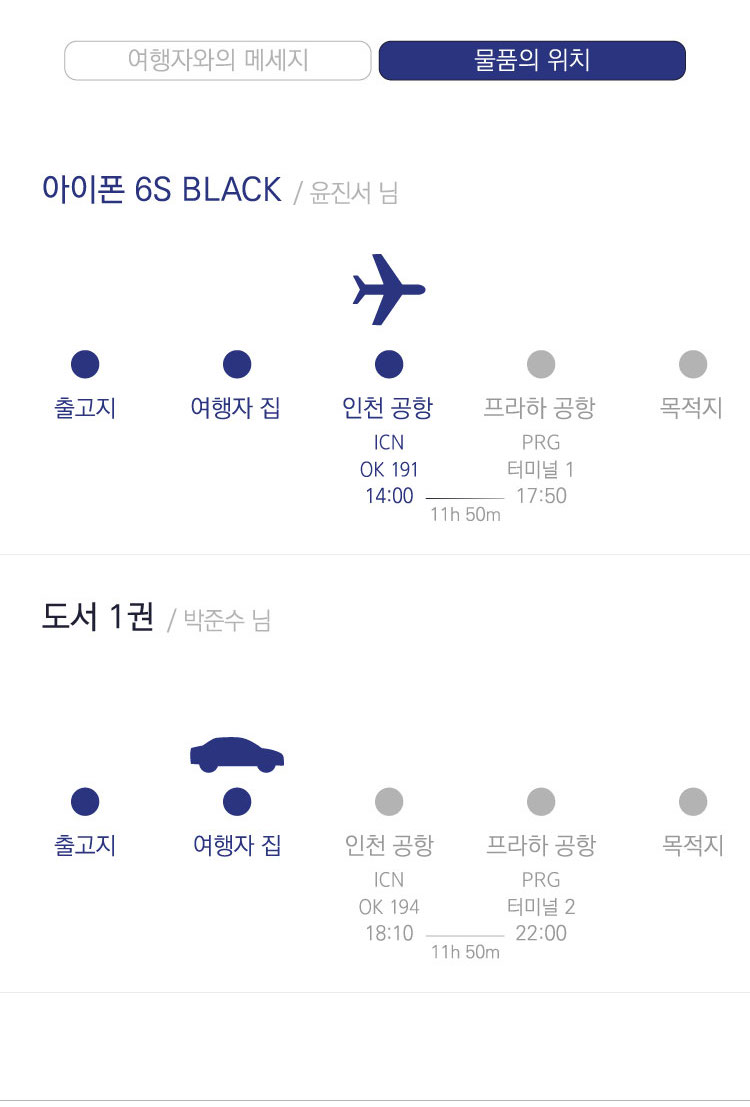 여행자와의 메세지
물품의 위치
아이폰 6S BLACK / 윤진서 님
출고지 여행자 집 인천 공항 프라하 공항 목적지
ICN PRG
OK 191 터미널 1
14:00 17:50
11h 50m
도서 1권 / 박준수 님
출고지 여행자 집 인천 공항 프라하 공항 목적지
ICN PRG
OK 194 터미널 2
18:10 22:00
11h 50m